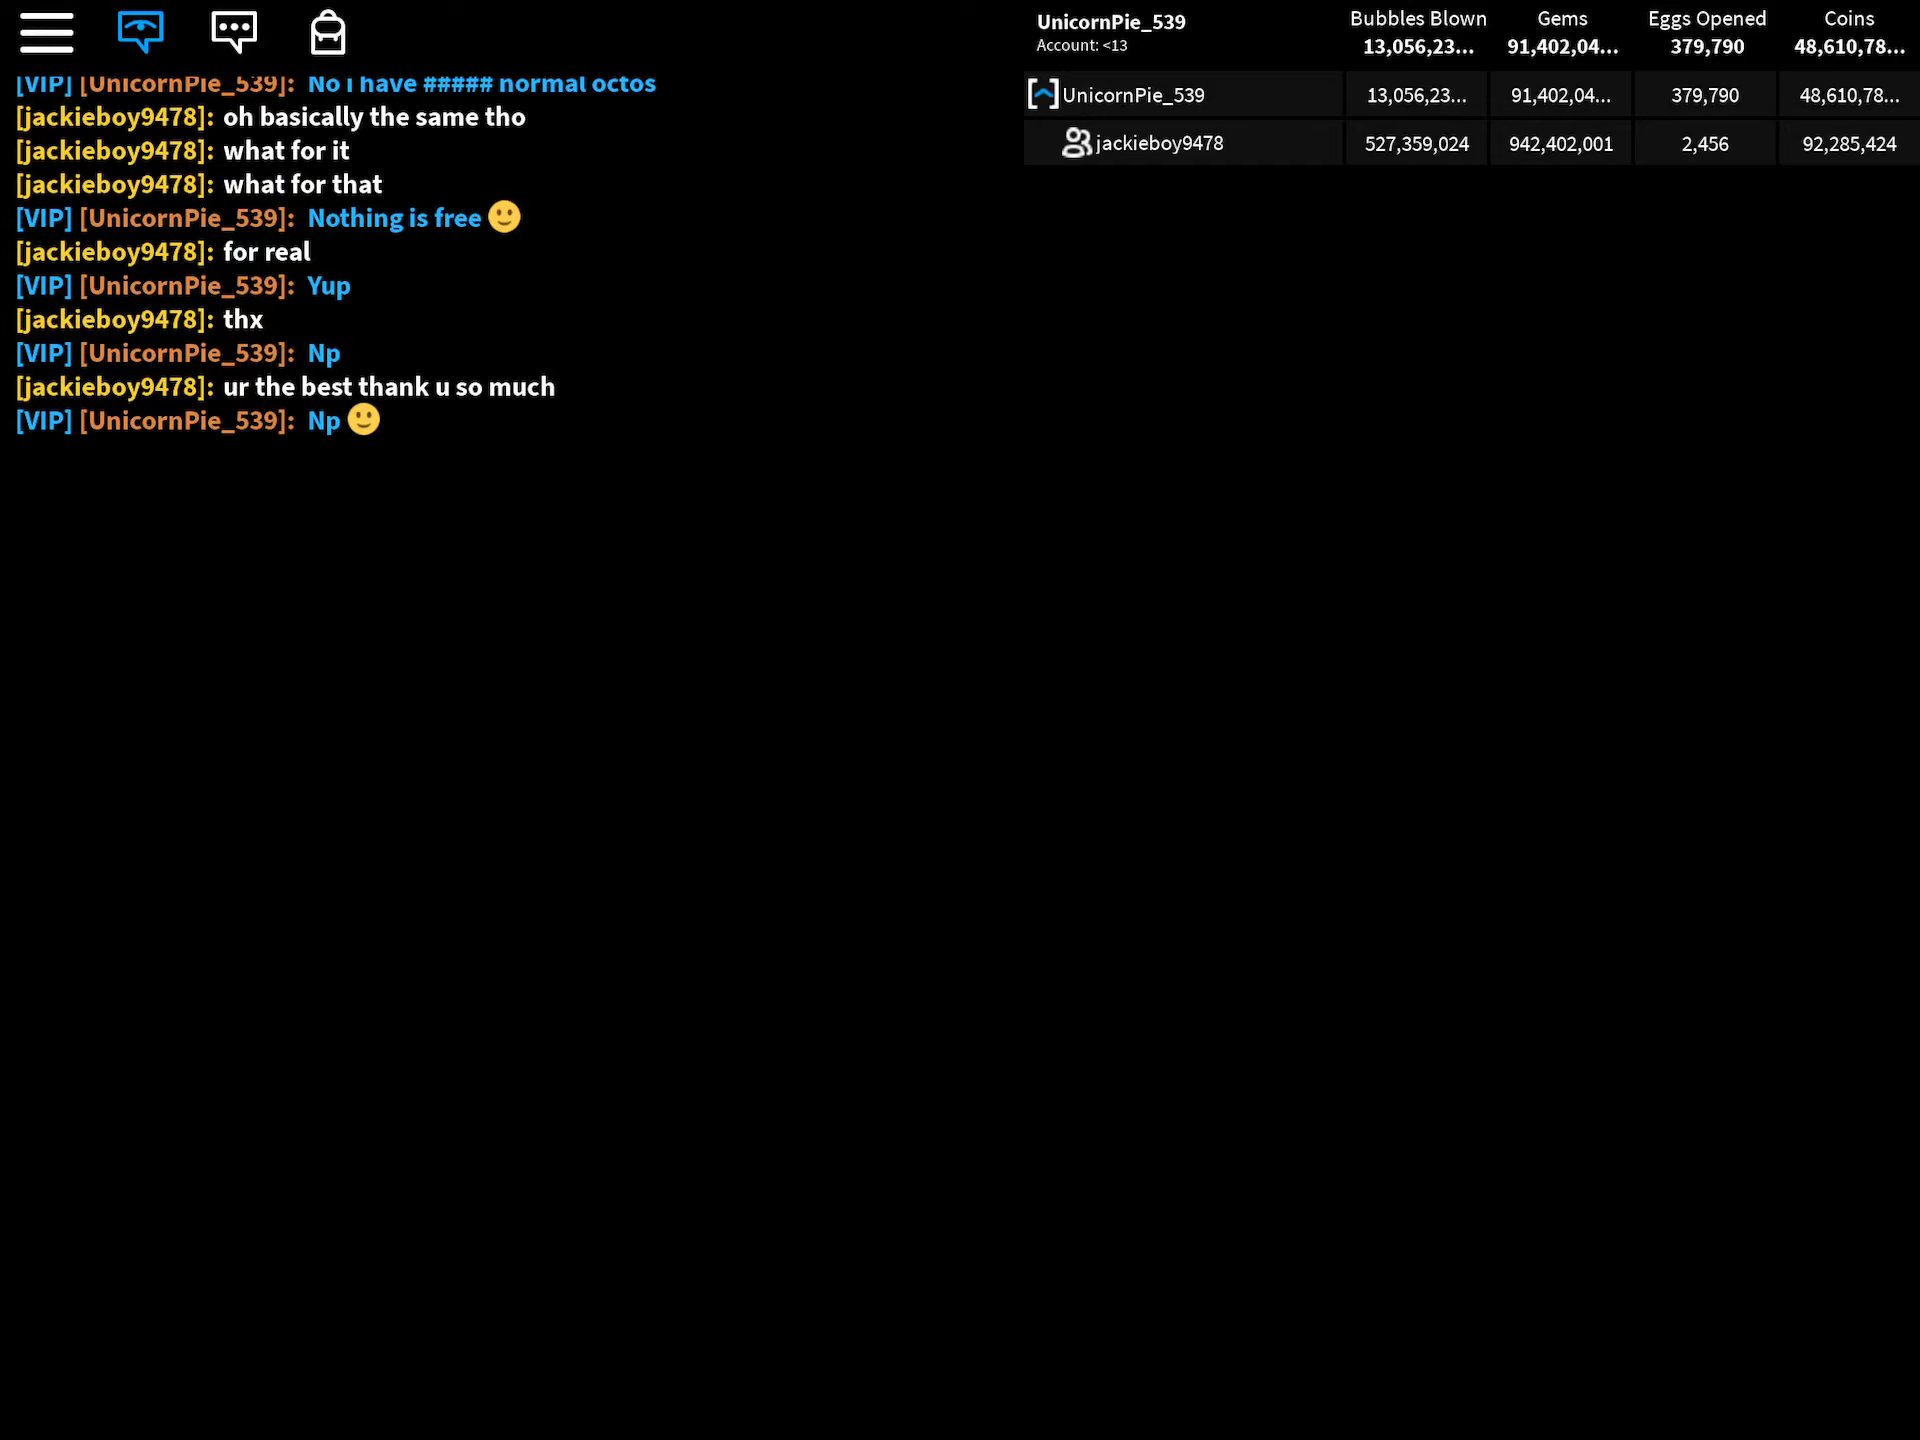 [VIP] [UnicornPie_539]: No i have ##### normal octos
[jackieboy9478]: oh basically the same tho
[jackieboy9478]: what for it
[jackieboy9478]: what for that
[VIP] [UnicornPie_539]: Nothing is free 🙂
[jackieboy9478]: for real
[VIP] [UnicornPie_539]: Yup
[jackieboy9478]: thx
[VIP] [UnicornPie_539]: Np
[jackieboy9478]: ur the best thank u so much
[VIP] [UnicornPie_539]: Np 🙂
UnicornPie_539 Bubbles Blown Gems Eggs Opened Coins
Account: <13 13,056,23... 91,402,04... 379,790 48,610,78...
UnicornPie_539 13,056,23... 91,402,04... 379,790 48,610,78...
jackieboy9478 527,359,024 942,402,001 2,456 92,285,424